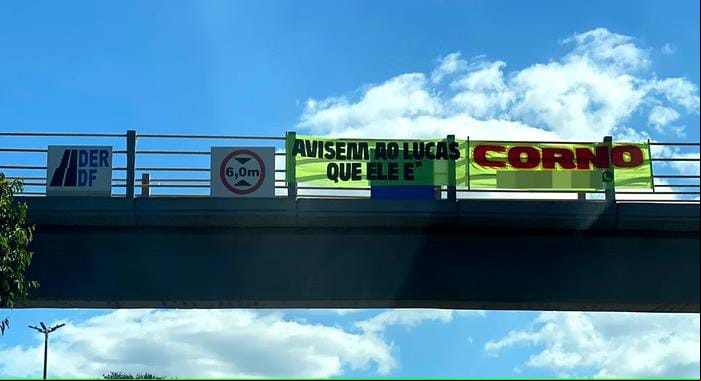 DER
DF
6,0m
AVISEM AO LUCAS
QUE ELE E'
CORNO